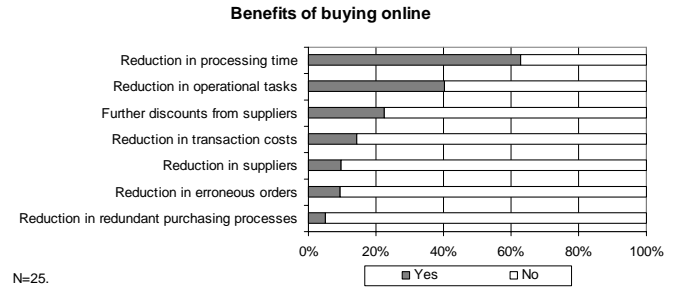 Benefits of buying online
Reduction in processing time
Reduction in operational tasks
Further discounts from suppliers
Reduction in transaction costs
Reduction in suppliers
Reduction in erroneous orders
Reduction in redundant purchasing processes
0% 20% 40% 60% 80% 100%
Yes No
N=25.